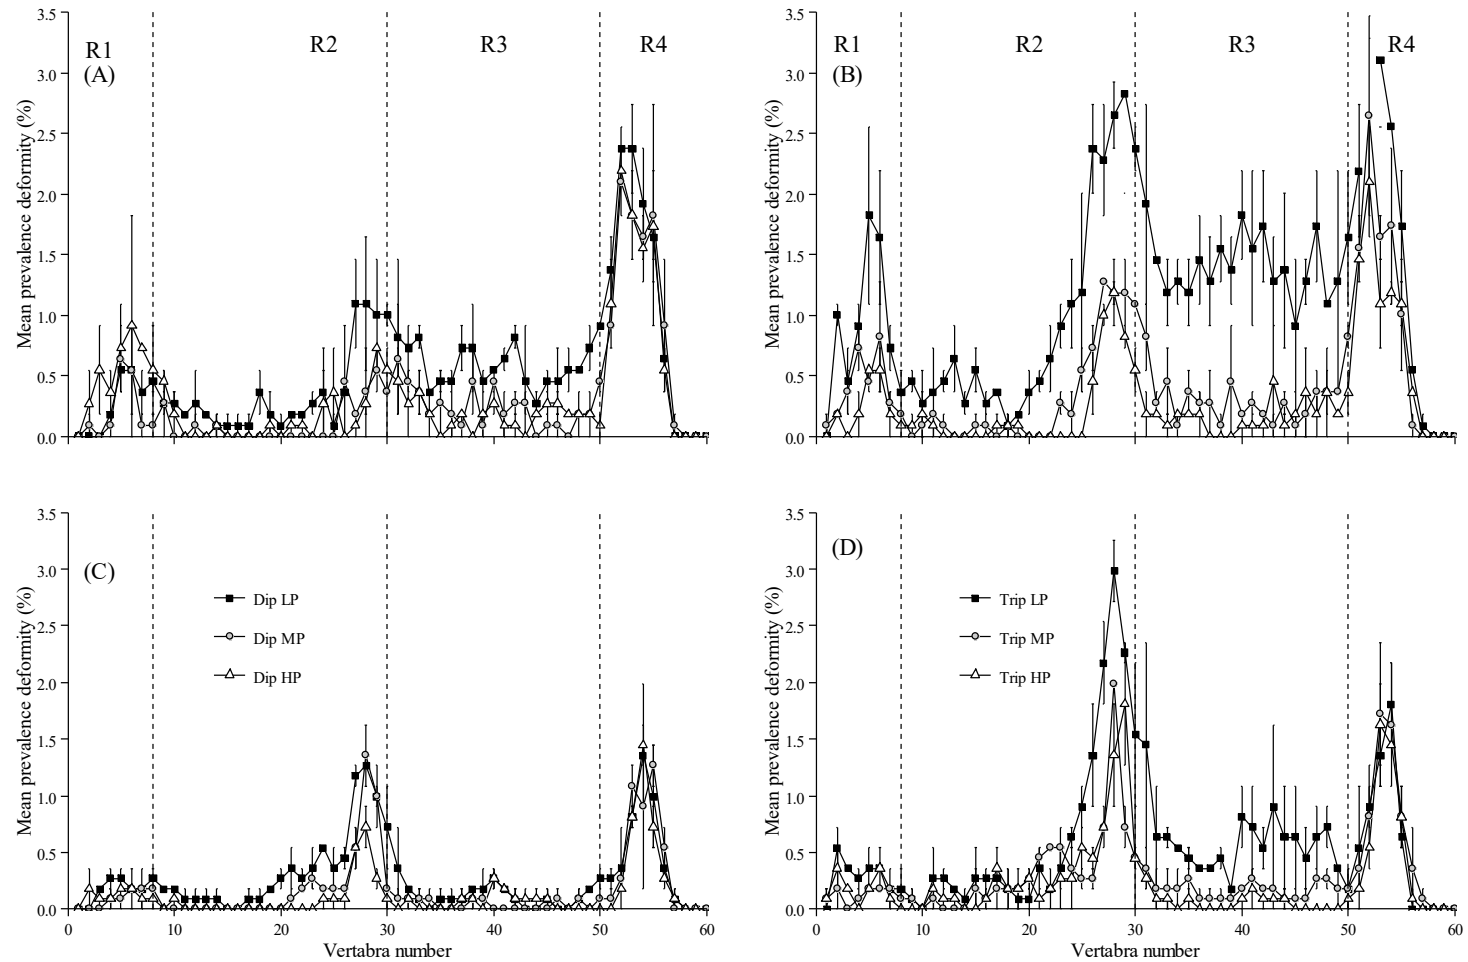 R1 R2 R3 R4
(A)
Mean prevalence deformity (%)
3.5
3.0
2.5
2.0
1.5
1.0
0.5
0.0
R1 R2 R3 R4
(B)
Mean prevalence deformity (%)
3.5
3.0
2.5
2.0
1.5
1.0
0.5
0.0
(C)
Mean prevalence deformity (%)
3.5
3.0
2.5
2.0
1.5
1.0
0.5
0.0
Dip LP
Dip MP
Dip HP
0 10 20 30 40 50 60
Vertabra number
(D)
Mean prevalence deformity (%)
3.5
3.0
2.5
2.0
1.5
1.0
0.5
0.0
Trip LP
Trip MP
Trip HP
0 10 20 30 40 50 60
Vertabra number